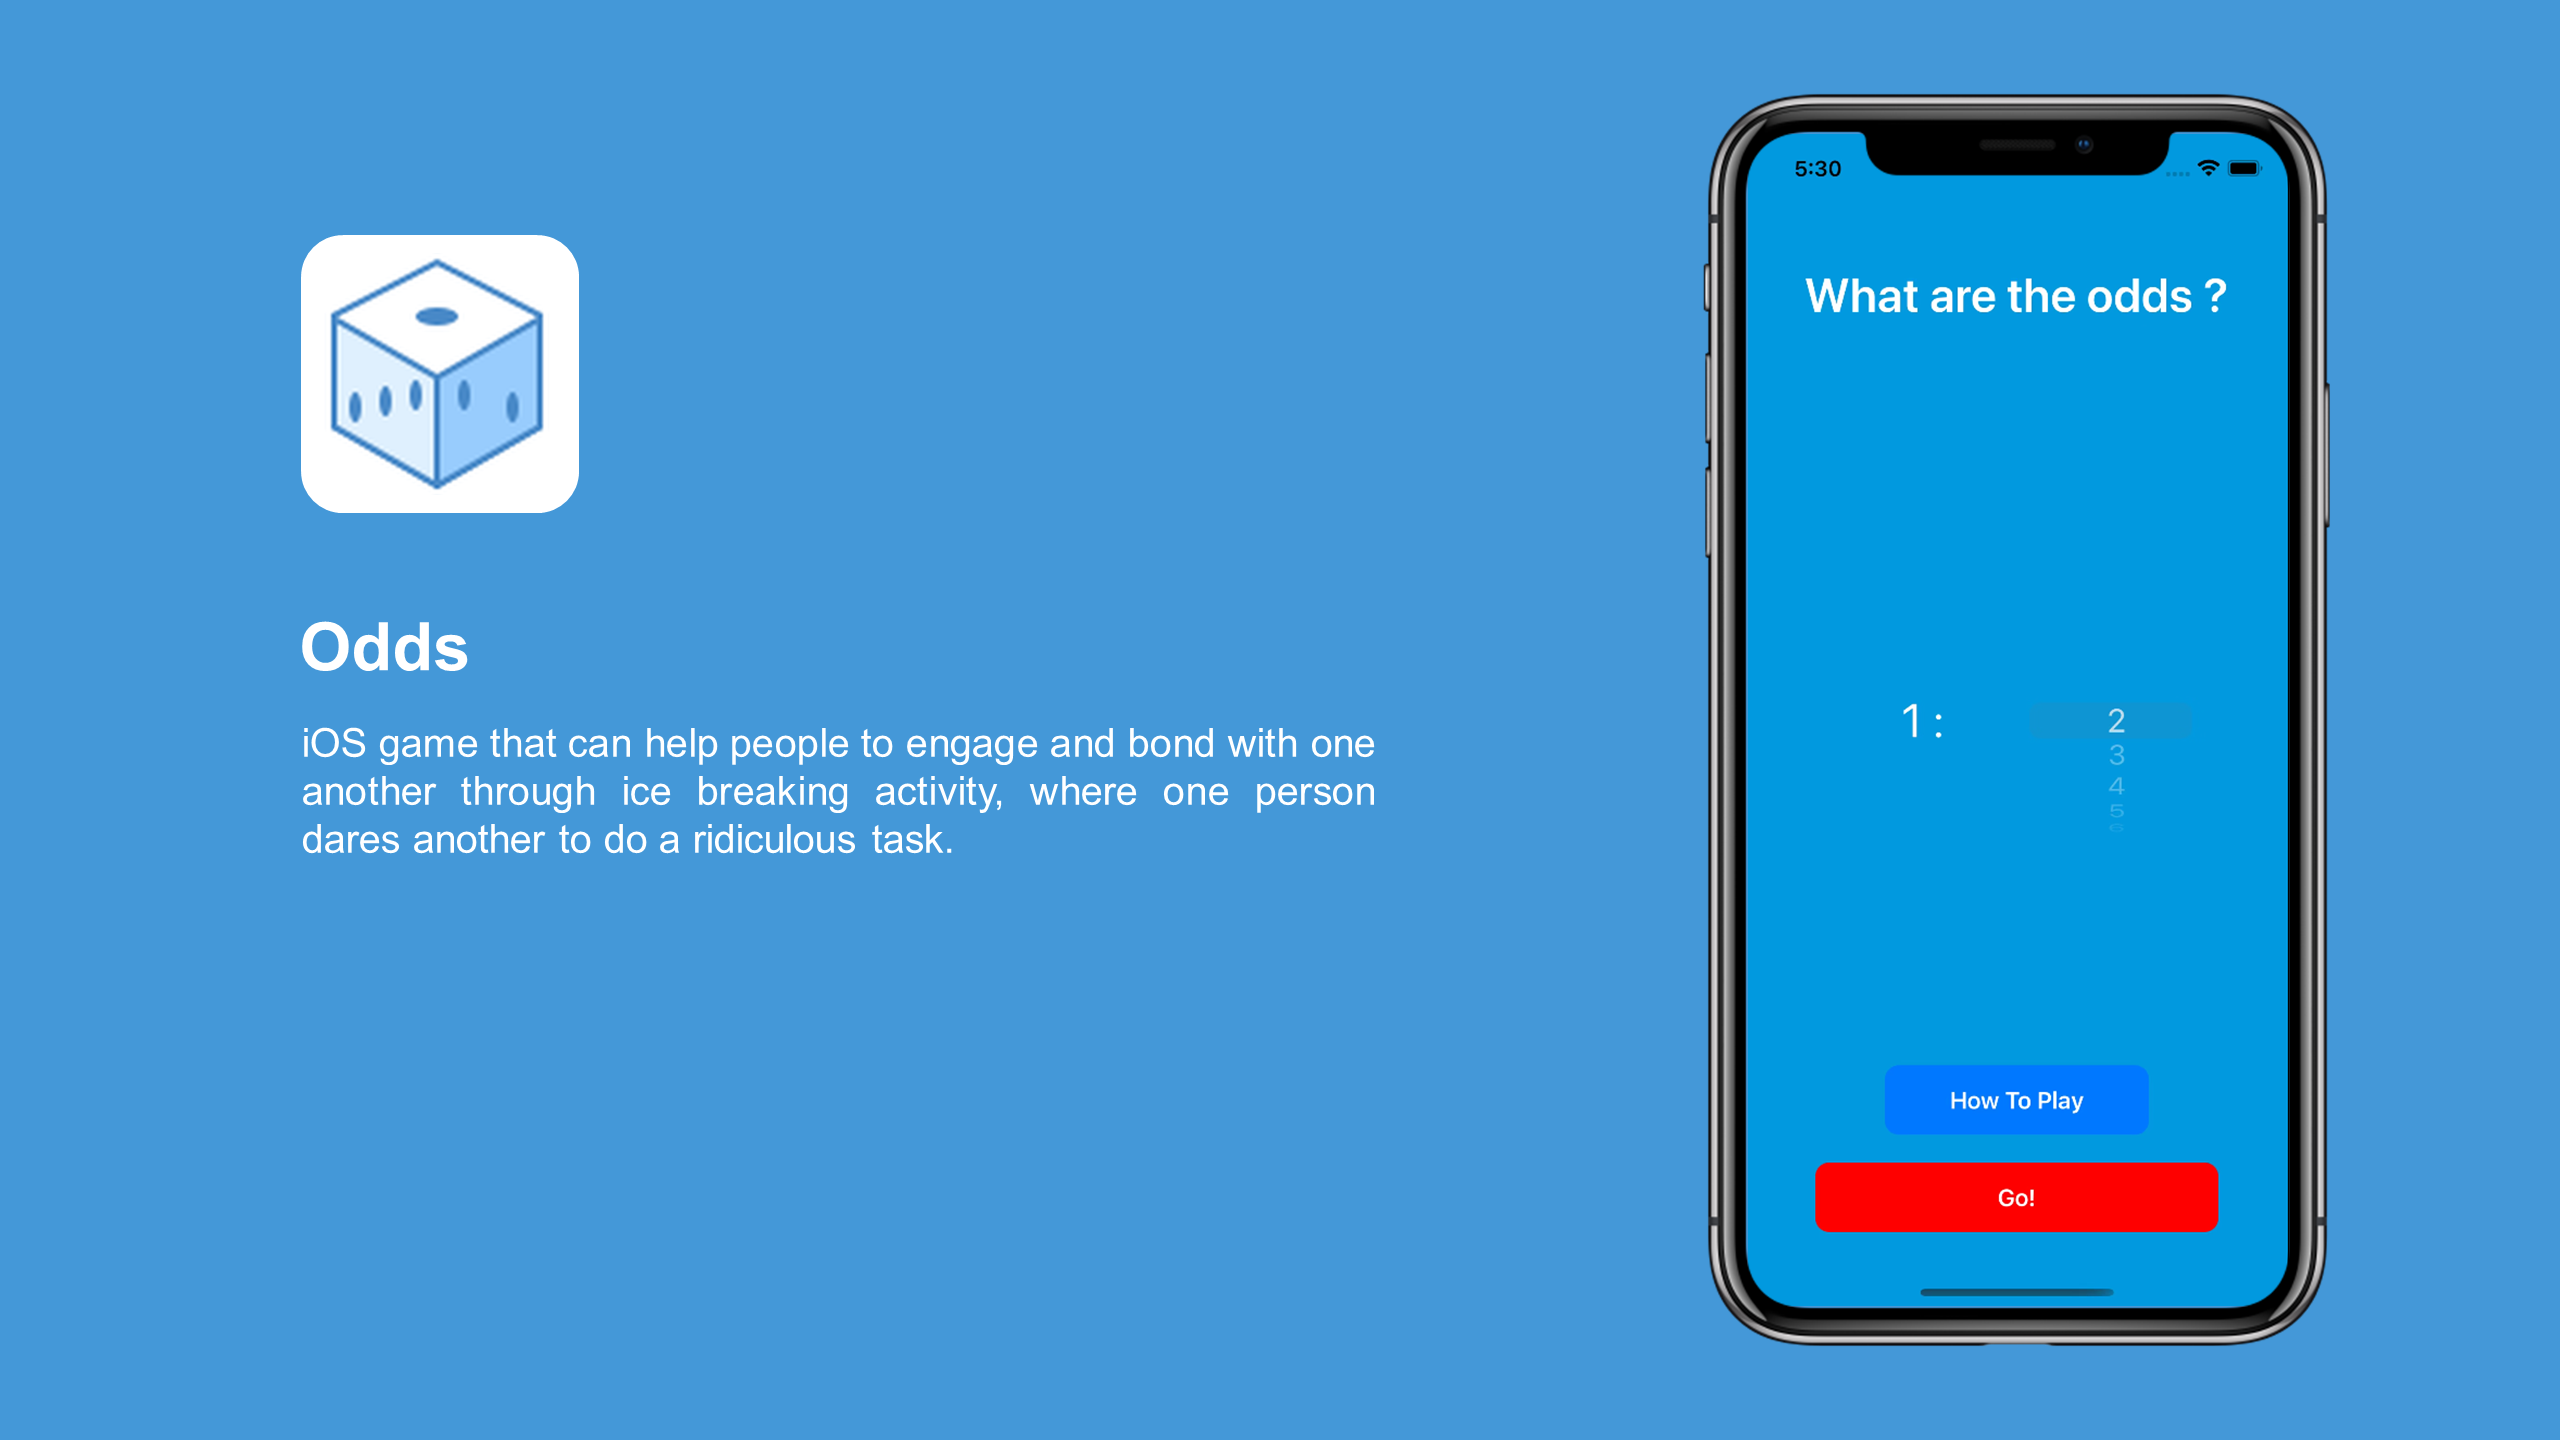 Odds
iOS game that can help people to engage and bond with one
another through ice breaking activity, where one person
dares another to do a ridiculous task.
5:30
What are the odds ?
1 :
2
3
4
5
6
How To Play
Go!